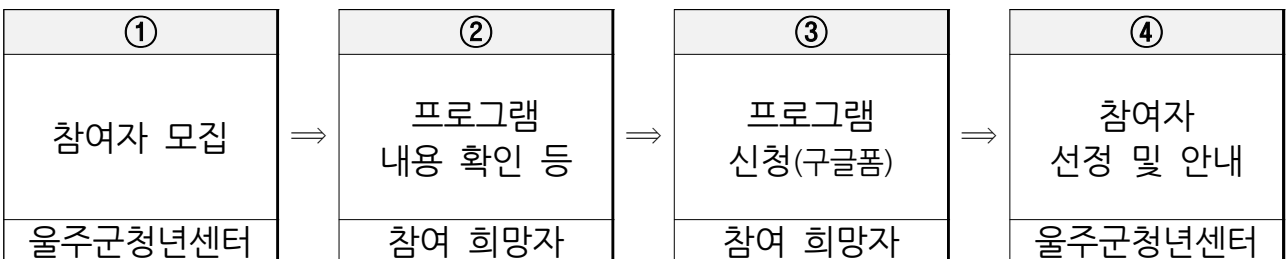 ①
참여자 모집
울주군청년센터
⇒
②
프로그램
내용 확인 등
참여 희망자
⇒
③
프로그램
신청(구글폼)
참여 희망자
⇒
④
참여자
선정 및 안내
울주군청년센터